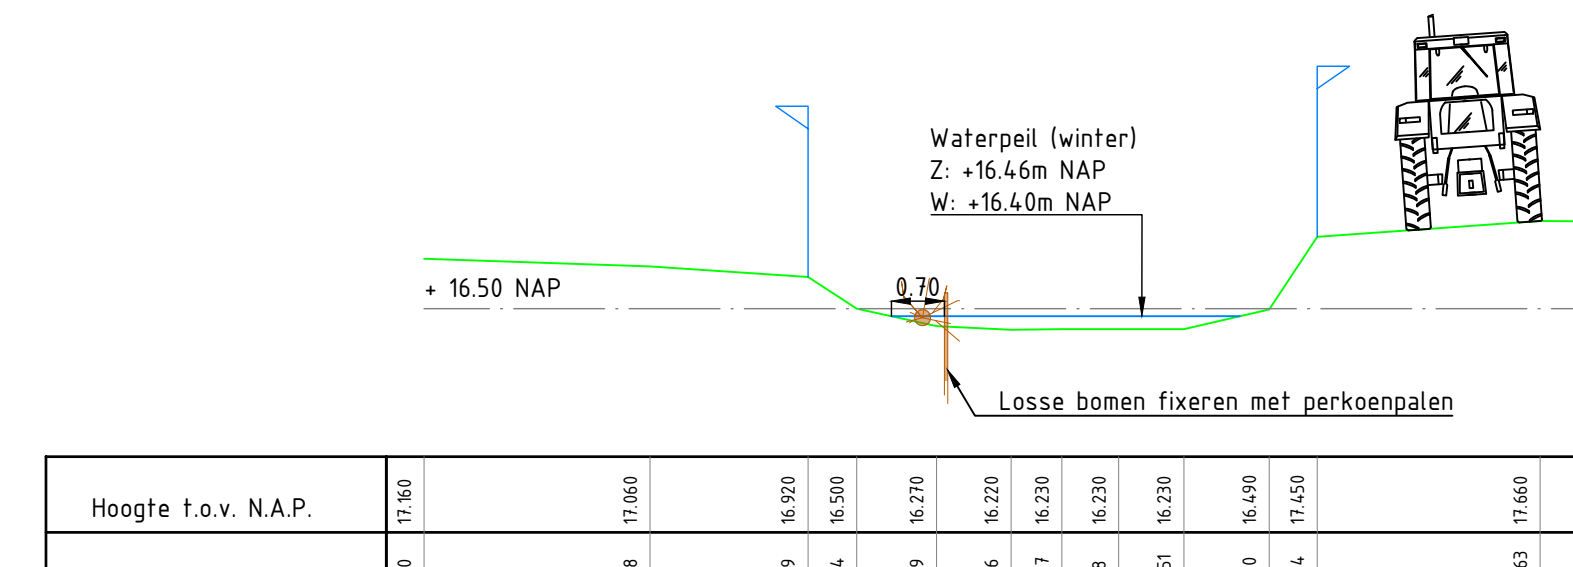 Waterpeil (winter)
Z: +16.46m NAP
W: +16.40m NAP
+ 16.50 NAP
0.70
Losse bomen fixeren met perkoenpalen
Hoogte t.o.v. N.A.P.
17.160
17.060
16.920
16.500
16.270
16.220
16.230
16.230
16.230
16.490
17.450
17.660